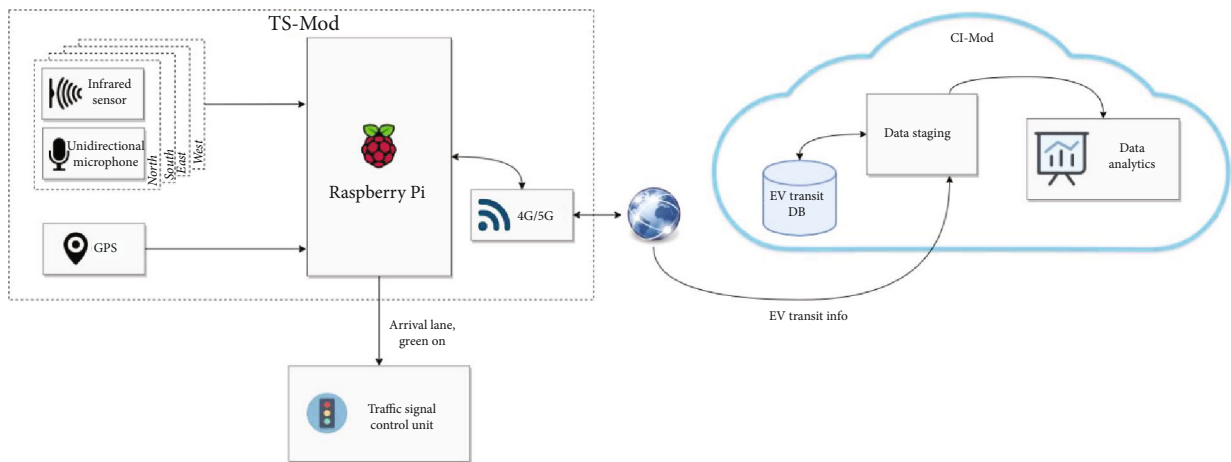 TS-Mod
Infrared
sensor
Unidirectional
microphone
North
South
East
West
GPS
Raspberry Pi
4G/5G
Arrival lane,
green on
Traffic signal
control unit
EV transit info
CI-Mod
Data staging
EV transit
DB
Data
analytics